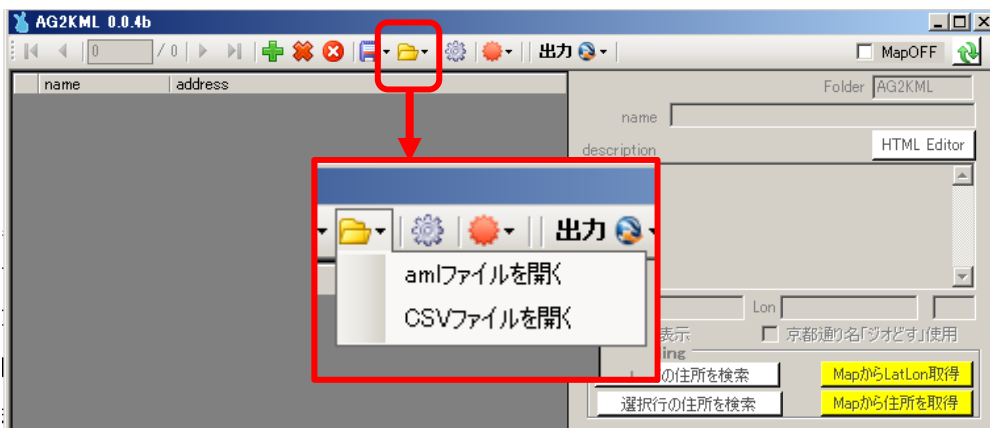 AG2KML 0.0.4b
0 / 0 出力 MapOFF
name address
Folder AG2KML
name
description HTML Editor
出力
amlファイルを開く
CSVファイルを開く
Lon
表示 京都通り名「ジオどす」使用
ing
の住所を検索 MapからLatLon取得
選択行の住所を検索 Mapから住所を取得